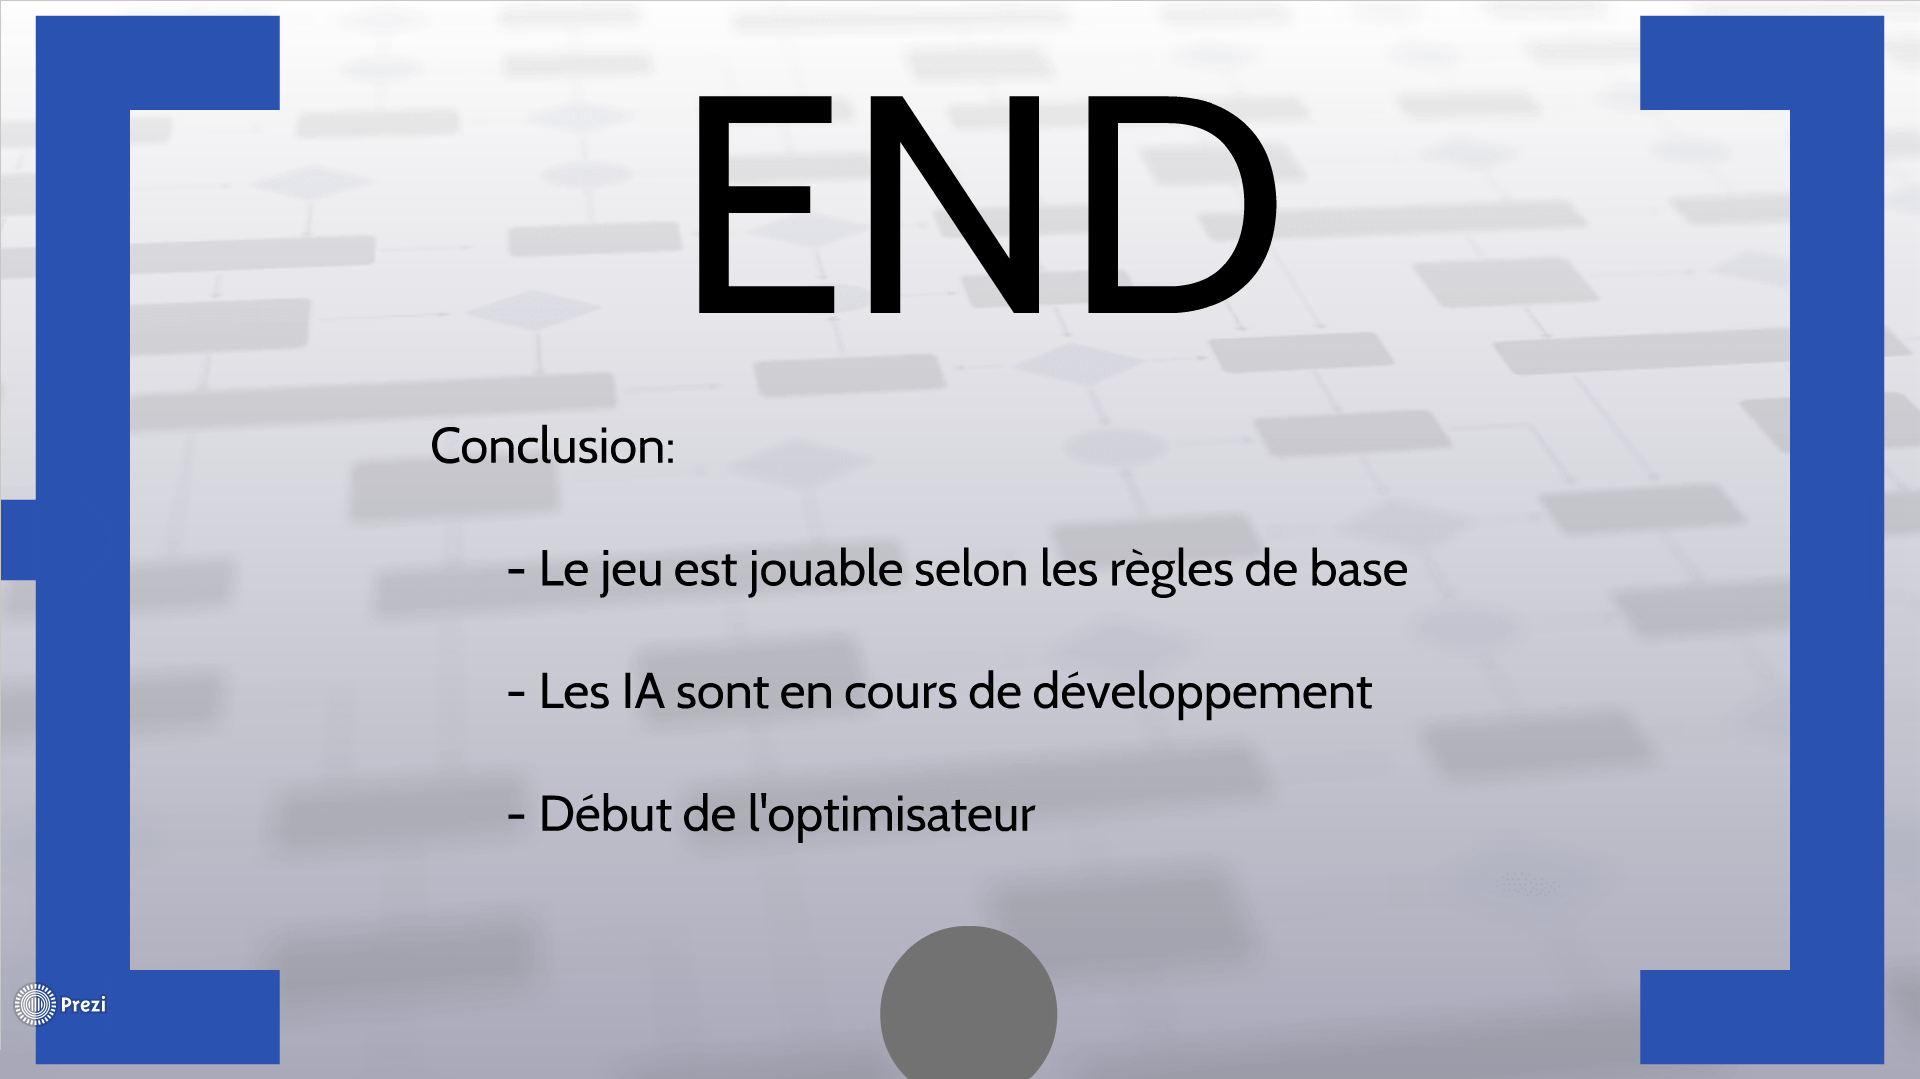 END
Conclusion:
- Le jeu est jouable selon les règles de base
- Les IA sont en cours de développement
- Début de l'optimisateur
Prezi